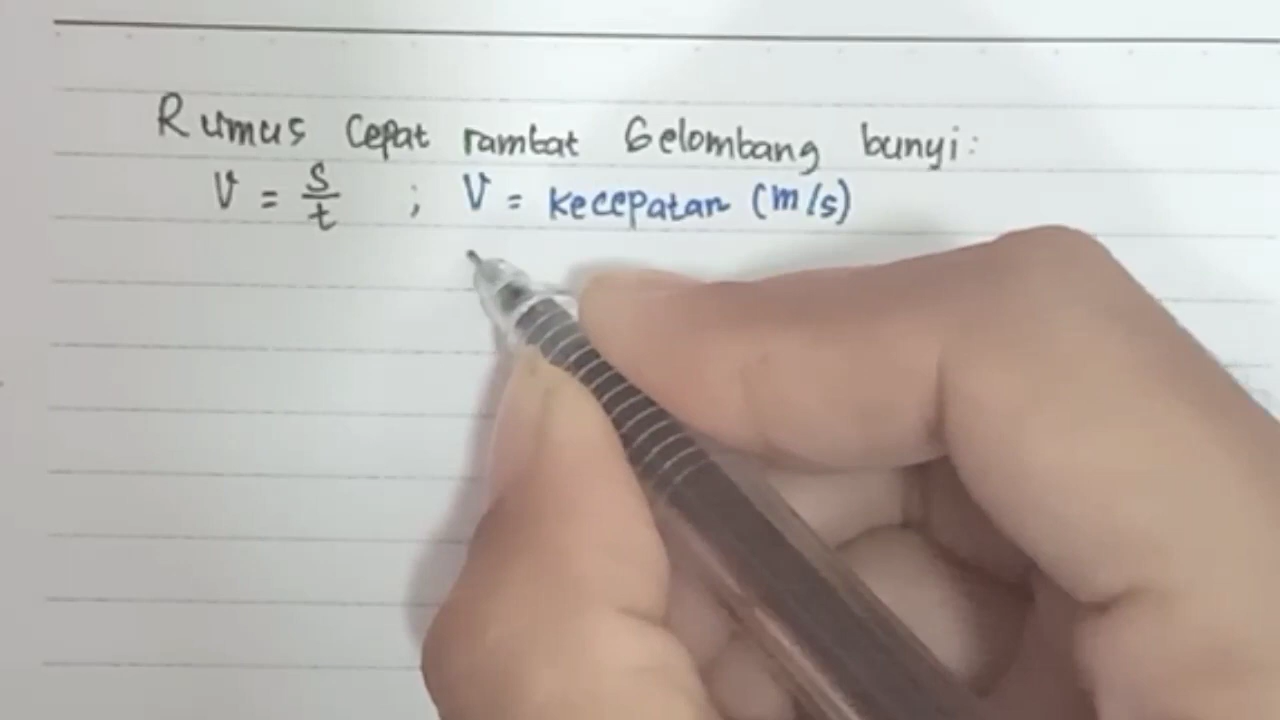 Rumus Cepat rambat Gelombang bunyi:
V = s/t ; V = kecepatan (m/s)